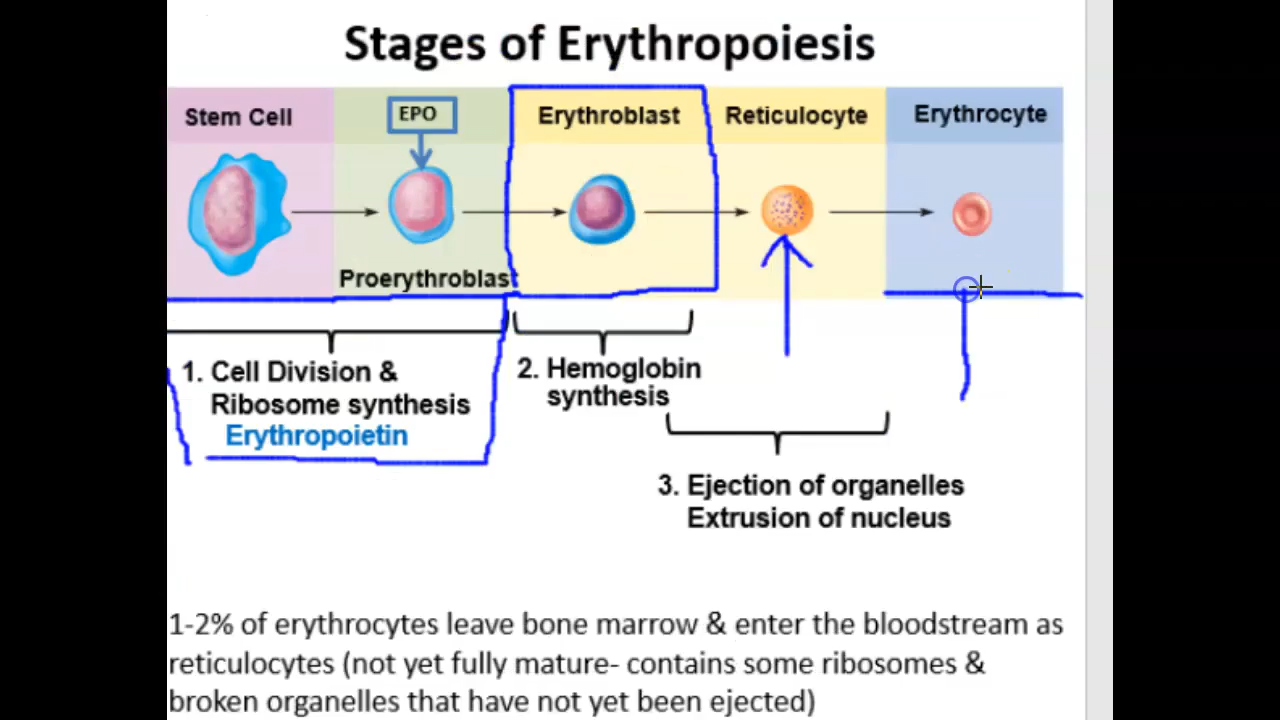 Stages of Erythropoiesis
Stem Cell
EPO
Erythroblast
Reticulocyte
Erythrocyte
Proerythroblast
1. Cell Division &
Ribosome synthesis
Erythropoietin
2. Hemoglobin
synthesis
3. Ejection of organelles
Extrusion of nucleus
1-2% of erythrocytes leave bone marrow & enter the bloodstream as
reticulocytes (not yet fully mature- contains some ribosomes &
broken organelles that have not yet been ejected)